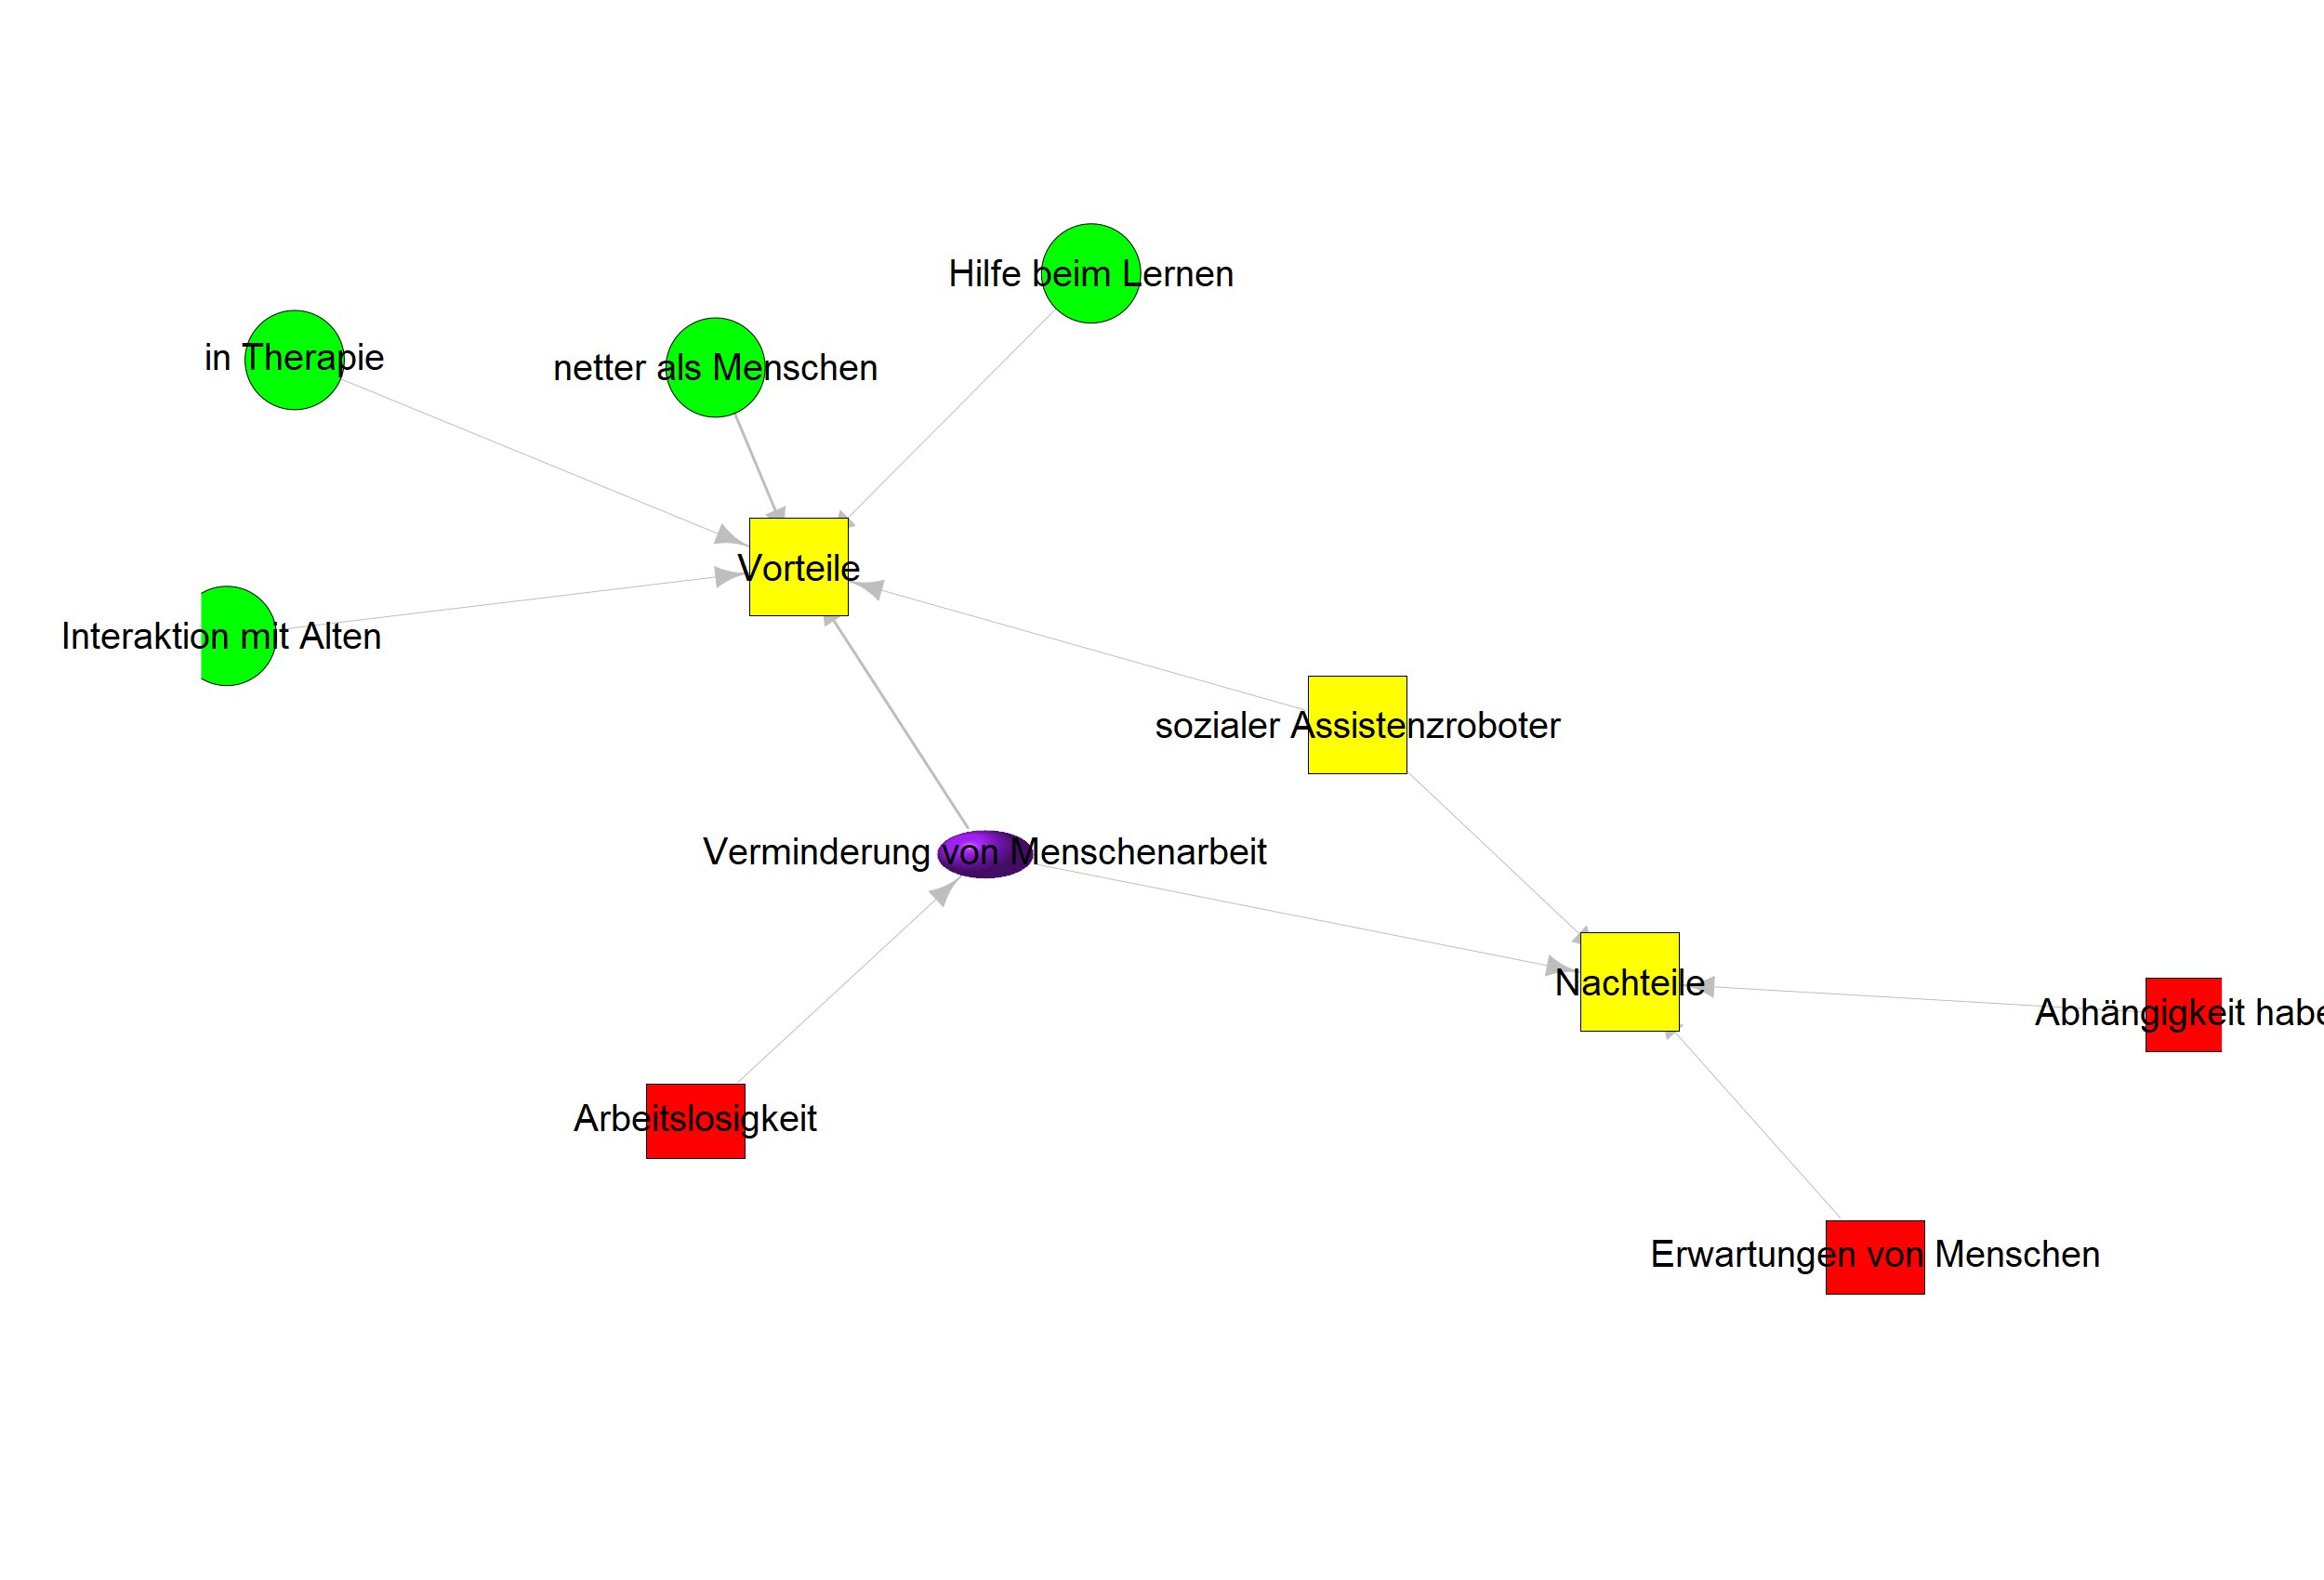 Hilfe beim Lernen
in Therapie
netter als Menschen
Vorteile
Interaktion mit Alten
sozialer Assistenzroboter
Verminderung von Menschenarbeit
Nachteile
Abhängigkeit habe
Arbeitslosigkeit
Erwartungen von Menschen